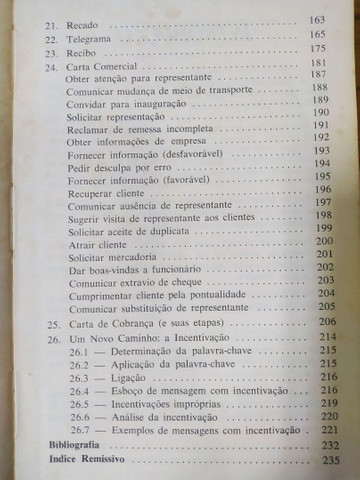 21. Recado ........ 163
22. Telegrama ........ 165
23. Recibo ........ 175
24. Carta Comercial ........ 181
Obter atenção para representante ........ 187
Comunicar mudança de meio de transporte ........ 188
Convidar para inauguração ........ 189
Solicitar representação ........ 190
Reclamar de remessa incompleta ........ 191
Obter informações de empresa ........ 192
Fornecer informação (desfavorável) ........ 193
Pedir desculpa por erro ........ 194
Fornecer informação (favorável) ........ 195
Recuperar cliente ........ 196
Comunicar ausência de representante ........ 197
Sugerir visita de representante aos clientes ........ 198
Solicitar aceite de duplicata ........ 199
Atrair cliente ........ 200
Solicitar mercadoria ........ 201
Dar boas-vindas a funcionário ........ 202
Comunicar extravio de cheque ........ 203
Cumprimentar cliente pela pontualidade ........ 204
Comunicar substituição de representante ........ 205
25. Carta de Cobrança (e suas etapas) ........ 206
26. Um Novo Caminho: a Incentivação ........ 214
26.1 — Determinação da palavra-chave ........ 215
26.2 — Aplicação da palavra-chave ........ 215
26.3 — Ligação ........ 216
26.4 — Esboço de mensagem com incentivação . 216
26.5 — Incentivações impróprias ........ 219
26.6 — Análise da incentivação ........ 220
26.7 — Exemplos de mensagens com incentivação . 221
Bibliografia ........ 232
Índice Remissivo ........ 235